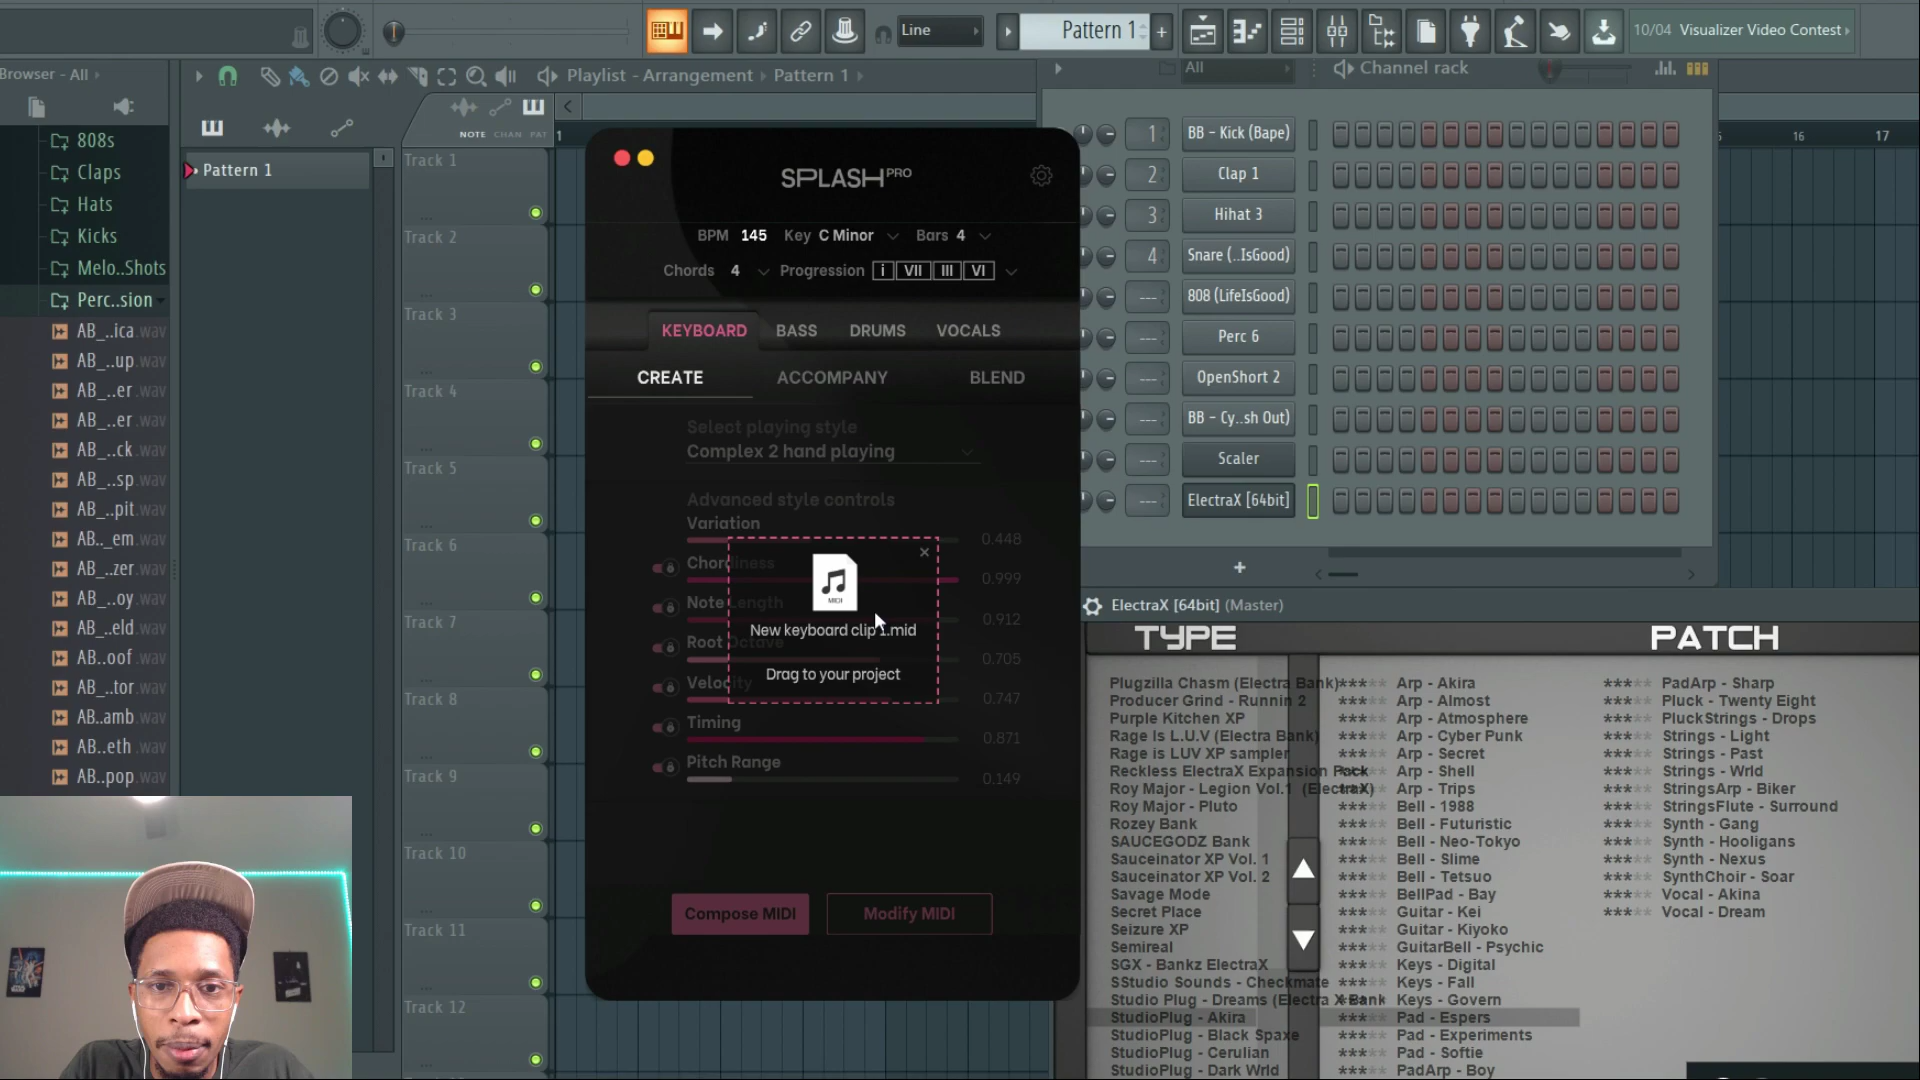 Line
Pattern 1
+
10/04 Visualizer Video Contest
Browser - All
Playlist - Arrangement
Pattern 1
All
Channel rack
NOTE CHAN PAT
1
16
17
808s
Claps
Hats
Kicks
Melo..Shots
Perc..sion
AB_..ica.wav
AB_..up.wav
AB_..er.wav
AB_..er.wav
AB_..ck.wav
AB_..sp.wav
AB_..pit.wav
AB.._em.wav
AB_..zer.wav
AB_..oy.wav
AB_..eld.wav
AB..oof.wav
AB_..tor.wav
AB..amb.wav
AB..eth.wav
AB..pop.wav
Pattern 1
Track 1
Track 2
Track 3
Track 4
Track 5
Track 6
Track 7
Track 8
Track 9
Track 10
Track 11
Track 12
SPLASH PRO
BPM 145 Key C Minor Bars 4
Chords 4 Progression i VII III VI
KEYBOARD BASS DRUMS VOCALS
CREATE ACCOMPANY BLEND
Select playing style
Complex 2 hand playing
Advanced style controls
Variation 0.448
Chordiness 0.999
Note Length 0.912
Root Octave 0.705
Velocity 0.747
Timing 0.871
Pitch Range 0.149
MIDI
New keyboard clip 1.mid
Drag to your project
Compose MIDI Modify MIDI
1 BB - Kick (Bape)
2 Clap 1
3 Hihat 3
4 Snare (..IsGood)
--- 808 (LifeIsGood)
--- Perc 6
--- OpenShort 2
--- BB - Cy..sh Out)
--- Scaler
--- ElectraX [64bit]
+
ElectraX [64bit] (Master)
TYPE
PATCH
Plugzilla Chasm (Electra Bank)
Producer Grind - Runnin 2
Purple Kitchen XP
Rage Is L.U.V (Electra Bank)
Rage is LUV XP sampler
Reckless ElectraX Expansion Pack
Roy Major - Legion Vol.1 (ElectraX)
Roy Major - Pluto
Rozey Bank
SAUCEGODZ Bank
Sauceinator XP Vol. 1
Sauceinator XP Vol. 2
Savage Mode
Secret Place
Seizure XP
Semireal
SGX - Bankz ElectraX
SStudio Sounds - Checkmate
Studio Plug - Dreams (Electra X Bank
StudioPlug - Akira
StudioPlug - Black Spaxe
StudioPlug - Cerulian
StudioPlug - Dark Wrld
Arp - Akira
Arp - Almost
Arp - Atmosphere
Arp - Cyber Punk
Arp - Secret
Arp - Shell
Arp - Trips
Bell - 1988
Bell - Futuristic
Bell - Neo-Tokyo
Bell - Slime
Bell - Tetsuo
BellPad - Bay
Guitar - Kei
Guitar - Kiyoko
GuitarBell - Psychic
Keys - Digital
Keys - Fall
Keys - Govern
Pad - Espers
Pad - Experiments
Pad - Softie
PadArp - Boy
PadArp - Sharp
Pluck - Twenty Eight
PluckStrings - Drops
Strings - Light
Strings - Past
Strings - Wrld
StringsArp - Biker
StringsFlute - Surround
Synth - Gang
Synth - Hooligans
Synth - Nexus
SynthChoir - Soar
Vocal - Akina
Vocal - Dream